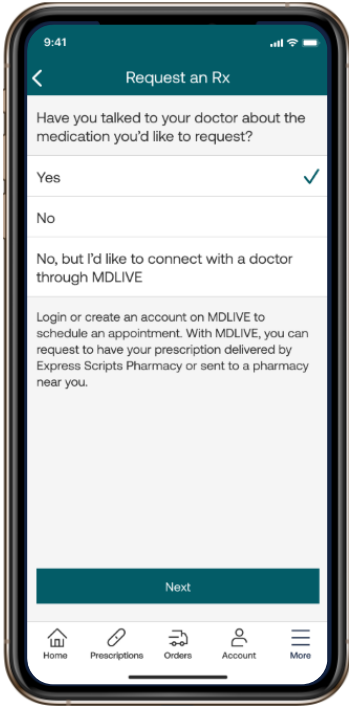 9:41
Request an Rx
Have you talked to your doctor about the
medication you'd like to request?
Yes
No
No, but I'd like to connect with a doctor
through MDLIVE
Login or create an account on MDLIVE to
schedule an appointment. With MDLIVE, you can
request to have your prescription delivered by
Express Scripts Pharmacy or sent to a pharmacy
near you.
Next
Home Prescriptions Orders Account More